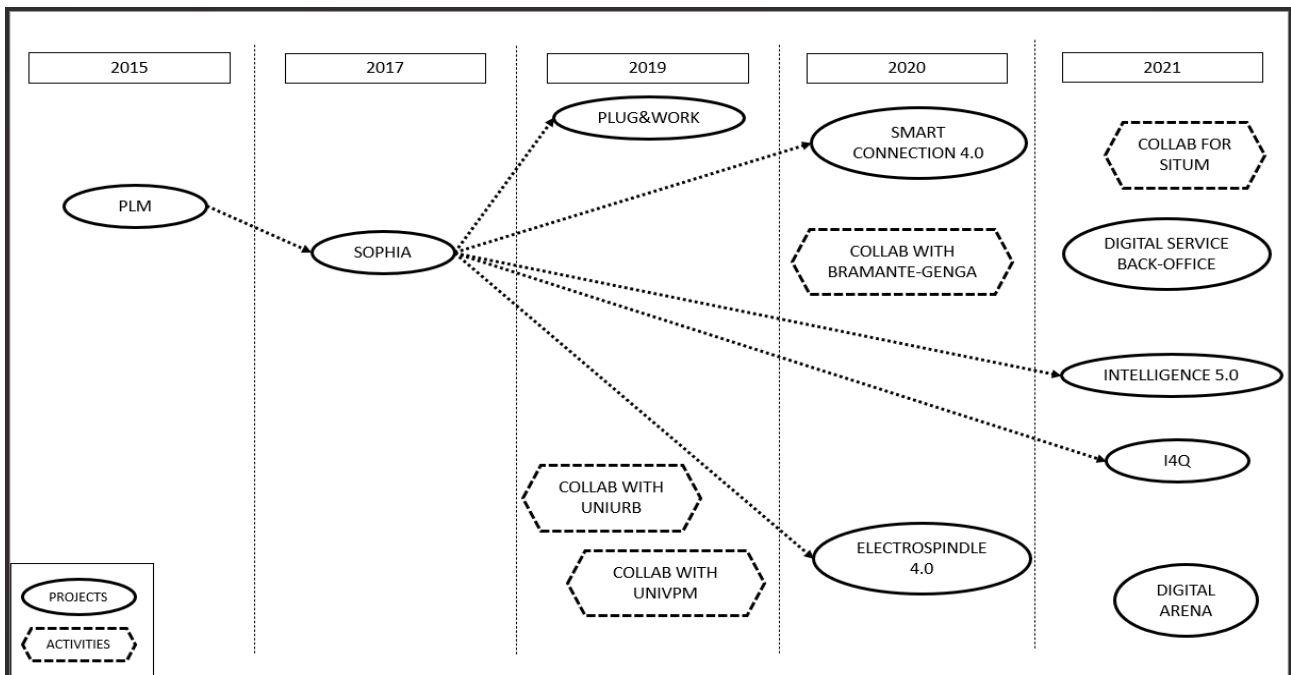 2015
2017
2019
2020
2021
PLUG&WORK
SMART
CONNECTION 4.0
COLLAB FOR
SITUM
PLM
SOPHIA
COLLAB WITH
BRAMANTE-GENGA
DIGITAL SERVICE
BACK-OFFICE
INTELLIGENCE 5.0
I4Q
COLLAB WITH
UNIURB
ELECTROSPINDLE
4.0
COLLAB WITH
UNIVPM
DIGITAL
ARENA
PROJECTS
ACTIVITIES